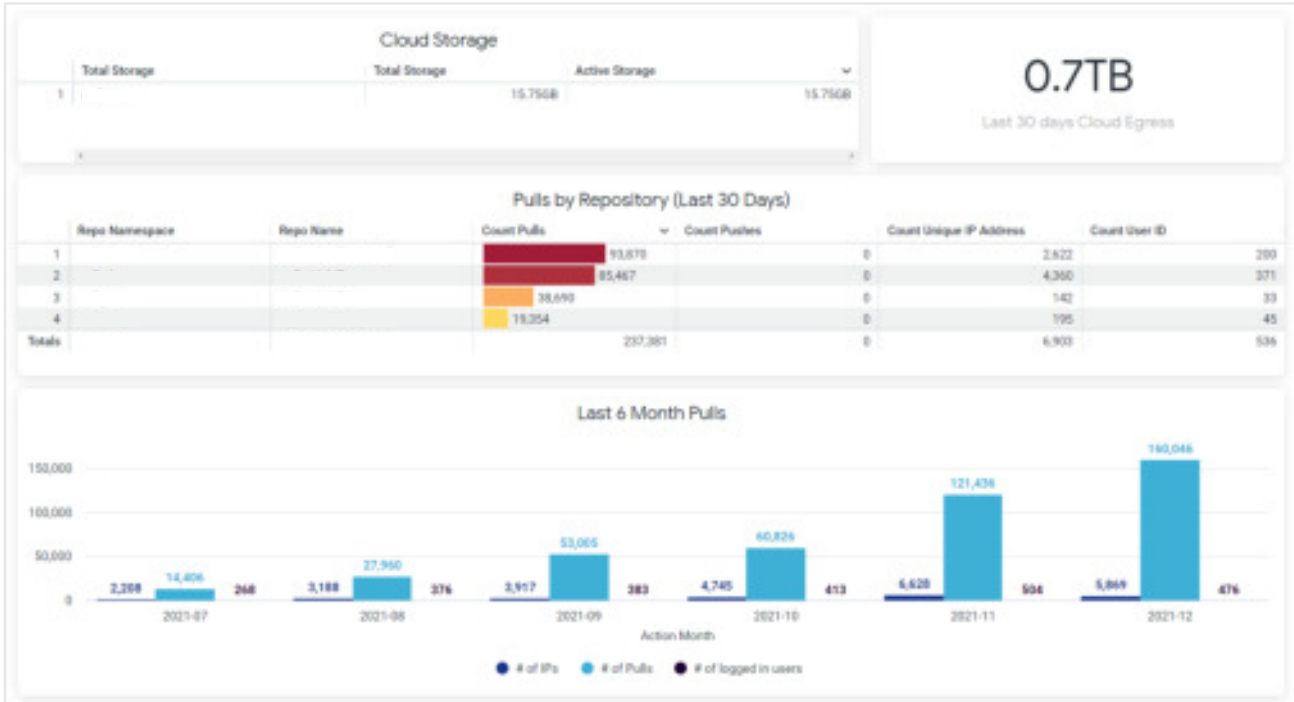 Cloud Storage
Total Storage Total Storage Active Storage
1 15.75GB 15.75GB
0.7TB
Last 30 days Cloud Egress
Pulls by Repository (Last 30 Days)
Repo Namespace Repo Name Count Pulls Count Pushes Count Unique IP Address Count User ID
1 93,870 0 2,622 200
2 85,467 0 4,360 371
3 38,690 0 142 33
4 19,354 0 195 45
Totals 237,381 0 6,903 536
Last 6 Month Pulls
160,046
150,000
121,436
100,000
60,826
53,005
50,000
27,960
14,406
2,208 268 3,188 376 3,917 383 4,745 413 6,620 504 5,869 476
0
2021-07 2021-08 2021-09 2021-10 2021-11 2021-12
Action Month
# of IPs # of Pulls # of logged in users